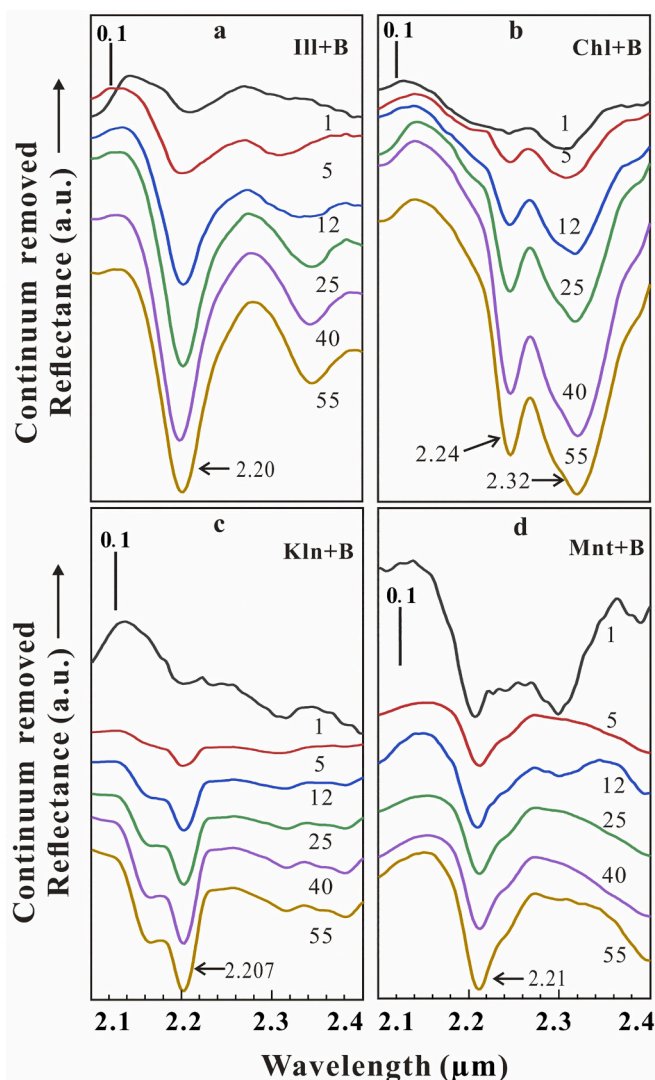 a
b
0.1
Ill+B
0.1
Chl+B
1
5
12
25
40
55
2.20
1
5
12
25
40
55
2.24
2.32
Continuum removed
Reflectance (a.u.)
c
d
0.1
Kln+B
0.1
Mnt+B
1
5
12
25
40
55
2.207
1
5
12
25
40
55
2.21
Continuum removed
Reflectance (a.u.)
2.1 2.2 2.3 2.4
2.1 2.2 2.3 2.4
Wavelength (μm)